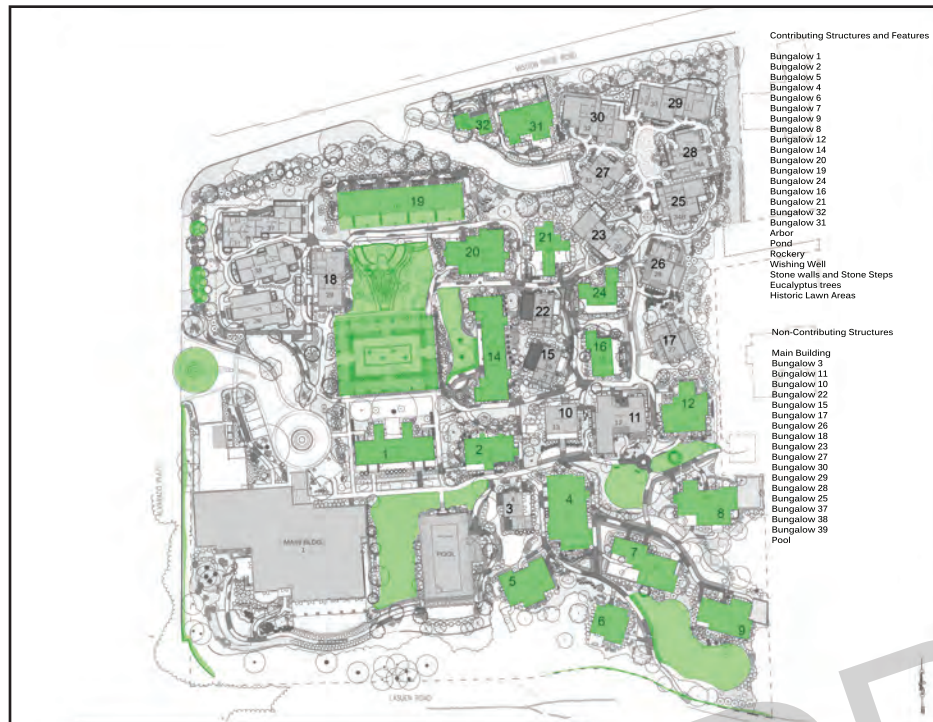 Contributing Structures and Features
Bungalow 1
Bungalow 2
Bungalow 5
Bungalow 4
Bungalow 6
Bungalow 7
Bungalow 9
Bungalow 8
Bungalow 12
Bungalow 14
Bungalow 20
Bungalow 19
Bungalow 24
Bungalow 16
Bungalow 21
Bungalow 32
Bungalow 31
Arbor
Pond
Rockery
Wishing Well
Stone walls and Stone Steps
Eucalyptus trees
Historic Lawn Areas
Non-Contributing Structures
Main Building
Bungalow 3
Bungalow 11
Bungalow 10
Bungalow 22
Bungalow 15
Bungalow 17
Bungalow 26
Bungalow 18
Bungalow 23
Bungalow 27
Bungalow 30
Bungalow 29
Bungalow 28
Bungalow 25
Bungalow 37
Bungalow 38
Bungalow 39
Pool
MISSION RIDGE ROAD
32
31
30
29
28
27
25
19
21
23
20
26
18
24
22
17
16
15
14
12
10
11
1
2
3
4
8
MAIN BLDG.
1
POOL
7
5
6
9
LASUEN ROAD